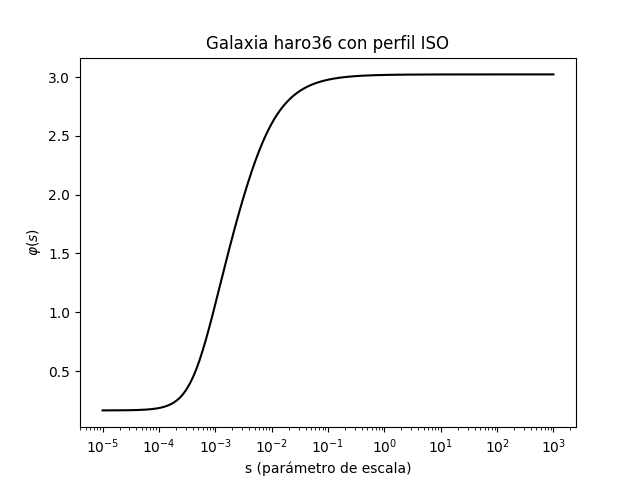 Galaxia haro36 con perfil ISO
3.0
2.5
2.0
1.5
1.0
0.5
φ(s)
10⁻⁵ 10⁻⁴ 10⁻³ 10⁻² 10⁻¹ 10⁰ 10¹ 10² 10³
s (parámetro de escala)